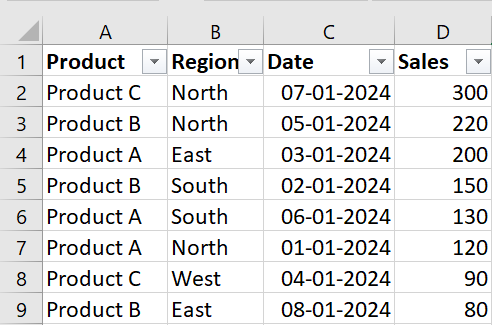 A B C D
1 Product Region Date Sales
2 Product C North 07-01-2024 300
3 Product B North 05-01-2024 220
4 Product A East 03-01-2024 200
5 Product B South 02-01-2024 150
6 Product A South 06-01-2024 130
7 Product A North 01-01-2024 120
8 Product C West 04-01-2024 90
9 Product B East 08-01-2024 80